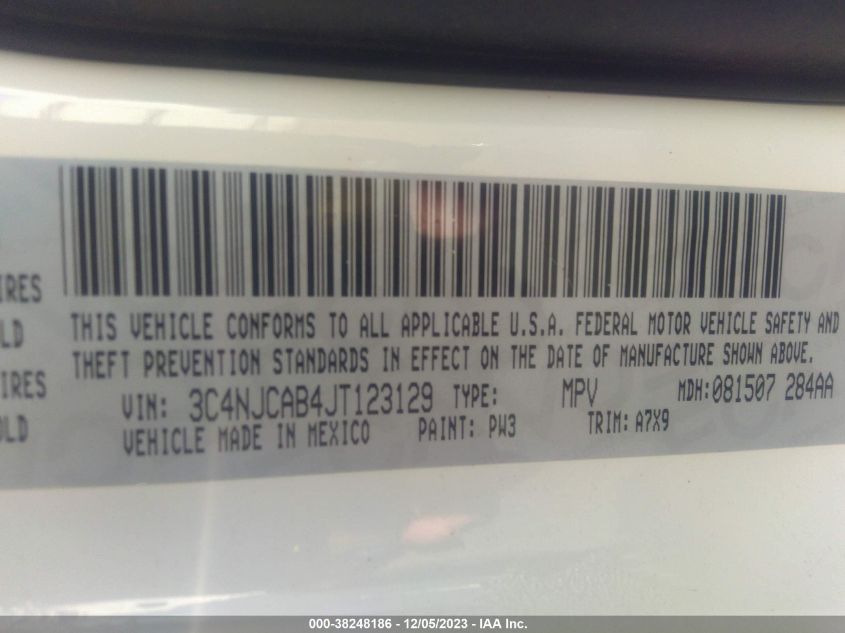 IRES
LD
IRES
OLD
THIS VEHICLE CONFORMS TO ALL APPLICABLE U.S.A. FEDERAL MOTOR VEHICLE SAFETY AND
THEFT PREVENTION STANDARDS IN EFFECT ON THE DATE OF MANUFACTURE SHOWN ABOVE.
VIN: 3C4NJCAB4JT123129 TYPE: MPV MDH:081507 284AA
VEHICLE MADE IN MEXICO PAINT: PW3 TRIM: A7X9
000-38248186 - 12/05/2023 - IAA Inc.